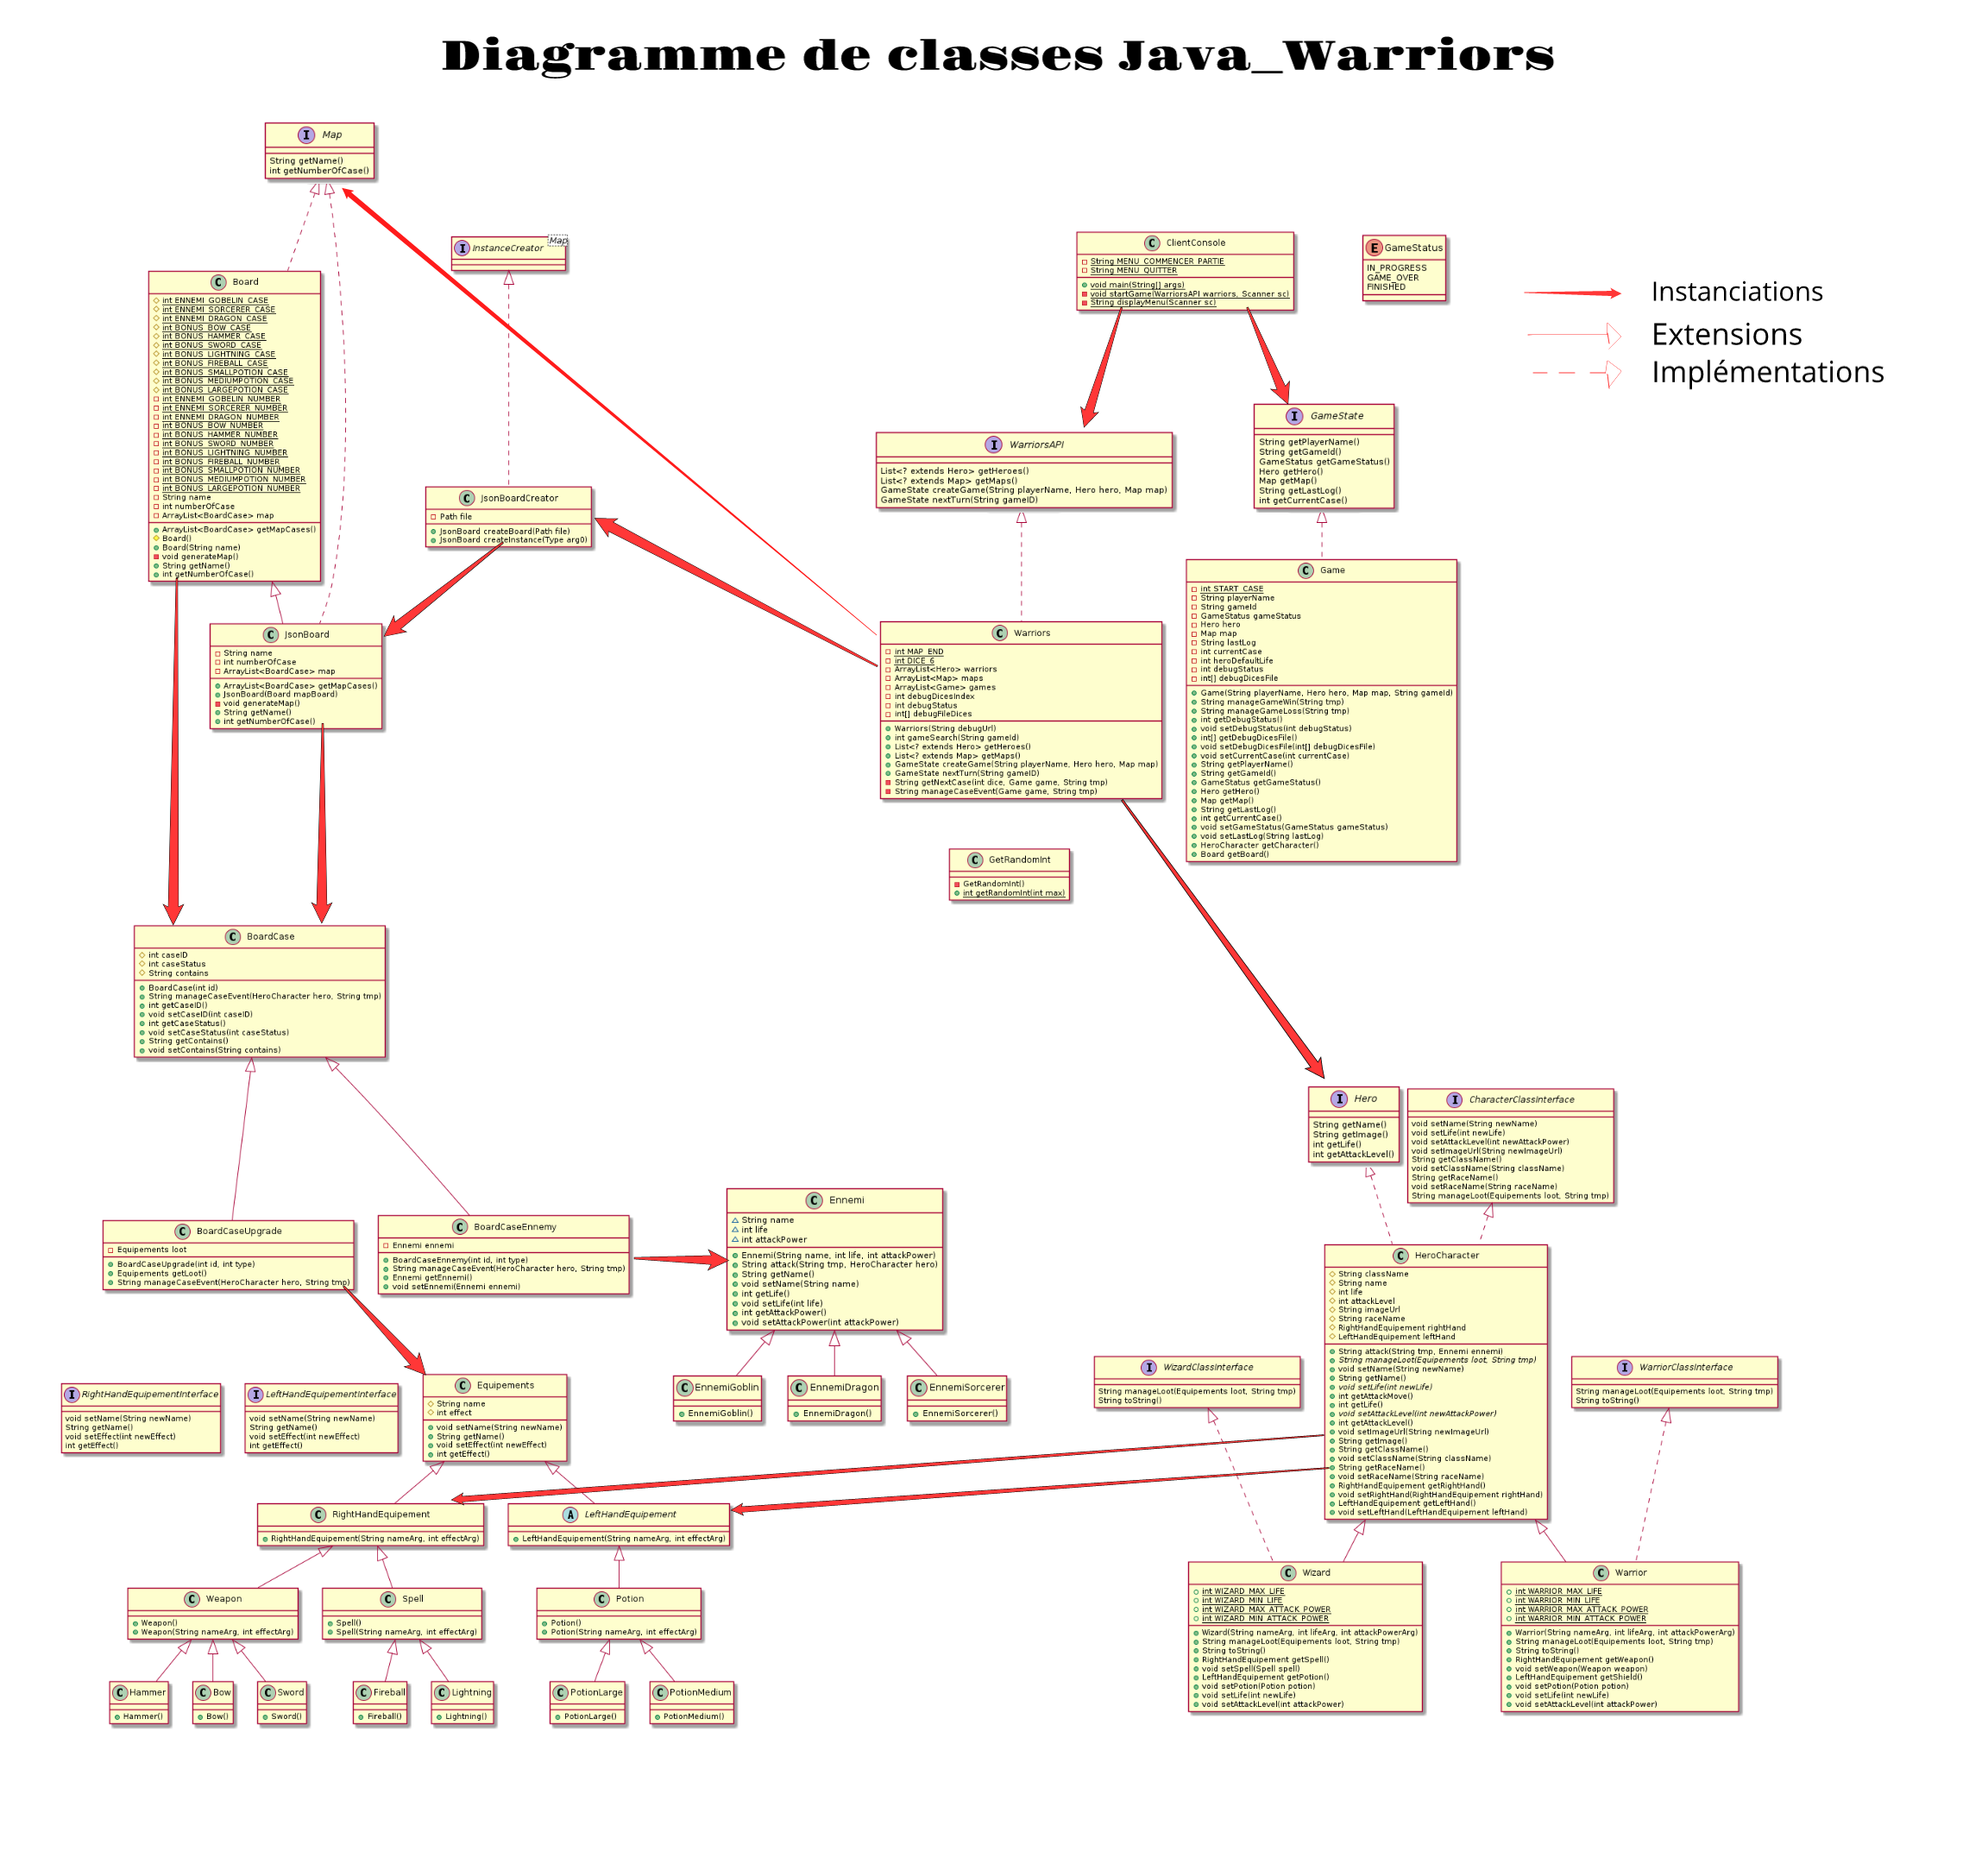 Diagramme de classes Java_Warriors
Map
String getName()
int getNumberOfCase()
InstanceCreator
Map
ClientConsole
String MENU_COMMENCER_PARTIE
String MENU_QUITTER
void main(String[] args)
void startGame(WarriorsAPI warriors, Scanner sc)
String displayMenu(Scanner sc)
GameStatus
IN_PROGRESS
GAME_OVER
FINISHED
Instanciations
Extensions
Implémentations
Board
int ENNEMI_GOBELIN_CASE
int ENNEMI_SORCERER_CASE
int ENNEMI_DRAGON_CASE
int BONUS_BOW_CASE
int BONUS_HAMMER_CASE
int BONUS_SWORD_CASE
int BONUS_LIGHTNING_CASE
int BONUS_FIREBALL_CASE
int BONUS_SMALLPOTION_CASE
int BONUS_MEDIUMPOTION_CASE
int BONUS_LARGEPOTION_CASE
int ENNEMI_GOBELIN_NUMBER
int ENNEMI_SORCERER_NUMBER
int ENNEMI_DRAGON_NUMBER
int BONUS_BOW_NUMBER
int BONUS_HAMMER_NUMBER
int BONUS_SWORD_NUMBER
int BONUS_LIGHTNING_NUMBER
int BONUS_FIREBALL_NUMBER
int BONUS_SMALLPOTION_NUMBER
int BONUS_MEDIUMPOTION_NUMBER
int BONUS_LARGEPOTION_NUMBER
String name
int numberOfCase
ArrayList<BoardCase> map
ArrayList<BoardCase> getMapCases()
Board()
Board(String name)
void generateMap()
String getName()
int getNumberOfCase()
WarriorsAPI
List<? extends Hero> getHeroes()
List<? extends Map> getMaps()
GameState createGame(String playerName, Hero hero, Map map)
GameState nextTurn(String gameID)
GameState
String getPlayerName()
String getGameId()
GameStatus getGameStatus()
Hero getHero()
Map getMap()
String getLastLog()
int getCurrentCase()
JsonBoardCreator
Path file
JsonBoard createBoard(Path file)
JsonBoard createInstance(Type arg0)
Game
int START_CASE
String playerName
String gameId
GameStatus gameStatus
Hero hero
Map map
String lastLog
int currentCase
int heroDefaultLife
int debugStatus
int[] debugDicesFile
Game(String playerName, Hero hero, Map map, String gameId)
String manageGameWin(String tmp)
String manageGameLoss(String tmp)
int getDebugStatus()
void setDebugStatus(int debugStatus)
int[] getDebugDicesFile()
void setDebugDicesFile(int[] debugDicesFile)
void setCurrentCase(int currentCase)
String getPlayerName()
String getGameId()
GameStatus getGameStatus()
Hero getHero()
Map getMap()
String getLastLog()
int getCurrentCase()
void setGameStatus(GameStatus gameStatus)
void setLastLog(String lastLog)
HeroCharacter getCharacter()
Board getBoard()
JsonBoard
String name
int numberOfCase
ArrayList<BoardCase> map
ArrayList<BoardCase> getMapCases()
JsonBoard(Board mapBoard)
void generateMap()
String getName()
int getNumberOfCase()
Warriors
int MAP_END
int DICE_6
ArrayList<Hero> warriors
ArrayList<Map> maps
ArrayList<Game> games
int debugDicesIndex
int debugStatus
int[] debugFileDices
Warriors(String debugUrl)
int gameSearch(String gameId)
List<? extends Hero> getHeroes()
List<? extends Map> getMaps()
GameState createGame(String playerName, Hero hero, Map map)
GameState nextTurn(String gameID)
String getNextCase(int dice, Game game, String tmp)
String manageCaseEvent(Game game, String tmp)
GetRandomInt
GetRandomInt()
int getRandomInt(int max)
BoardCase
int caseID
int caseStatus
String contains
BoardCase(int id)
String manageCaseEvent(HeroCharacter hero, String tmp)
int getCaseID()
void setCaseID(int caseID)
int getCaseStatus()
void setCaseStatus(int caseStatus)
String getContains()
void setContains(String contains)
Hero
String getName()
String getImage()
int getLife()
int getAttackLevel()
CharacterClassInterface
void setName(String newName)
void setLife(int newLife)
void setAttackLevel(int newAttackPower)
void setImageUrl(String newImageUrl)
String getClassName()
void setClassName(String className)
String getRaceName()
void setRaceName(String raceName)
String manageLoot(Equipements loot, String tmp)
BoardCaseUpgrade
Equipements loot
BoardCaseUpgrade(int id, int type)
Equipements getLoot()
String manageCaseEvent(HeroCharacter hero, String tmp)
BoardCaseEnnemy
Ennemi ennemi
BoardCaseEnnemy(int id, int type)
String manageCaseEvent(HeroCharacter hero, String tmp)
Ennemi getEnnemi()
void setEnnemi(Ennemi ennemi)
Ennemi
String name
int life
int attackPower
Ennemi(String name, int life, int attackPower)
String attack(String tmp, HeroCharacter hero)
String getName()
void setName(String name)
int getLife()
void setLife(int life)
int getAttackPower()
void setAttackPower(int attackPower)
HeroCharacter
String className
String name
int life
int attackLevel
String imageUrl
String raceName
RightHandEquipement rightHand
LeftHandEquipement leftHand
String attack(String tmp, Ennemi ennemi)
String manageLoot(Equipements loot, String tmp)
void setName(String newName)
String getName()
void setLife(int newLife)
int getAttackMove()
int getLife()
void setAttackLevel(int newAttackPower)
int getAttackLevel()
void setImageUrl(String newImageUrl)
String getImage()
String getClassName()
void setClassName(String className)
String getRaceName()
void setRaceName(String raceName)
RightHandEquipement getRightHand()
void setRightHand(RightHandEquipement rightHand)
LeftHandEquipement getLeftHand()
void setLeftHand(LeftHandEquipement leftHand)
WizardClassInterface
String manageLoot(Equipements loot, String tmp)
String toString()
WarriorClassInterface
String manageLoot(Equipements loot, String tmp)
String toString()
RightHandEquipementInterface
void setName(String newName)
String getName()
void setEffect(int newEffect)
int getEffect()
LeftHandEquipementInterface
void setName(String newName)
String getName()
void setEffect(int newEffect)
int getEffect()
Equipements
String name
int effect
void setName(String newName)
String getName()
void setEffect(int newEffect)
int getEffect()
EnnemiGoblin
EnnemiGoblin()
EnnemiDragon
EnnemiDragon()
EnnemiSorcerer
EnnemiSorcerer()
RightHandEquipement
RightHandEquipement(String nameArg, int effectArg)
LeftHandEquipement
LeftHandEquipement(String nameArg, int effectArg)
Weapon
Weapon()
Weapon(String nameArg, int effectArg)
Spell
Spell()
Spell(String nameArg, int effectArg)
Potion
Potion()
Potion(String nameArg, int effectArg)
Wizard
int WIZARD_MAX_LIFE
int WIZARD_MIN_LIFE
int WIZARD_MAX_ATTACK_POWER
int WIZARD_MIN_ATTACK_POWER
Wizard(String nameArg, int lifeArg, int attackPowerArg)
String manageLoot(Equipements loot, String tmp)
String toString()
RightHandEquipement getSpell()
void setSpell(Spell spell)
LeftHandEquipement getPotion()
void setPotion(Potion potion)
void setLife(int newLife)
void setAttackLevel(int attackPower)
Warrior
int WARRIOR_MAX_LIFE
int WARRIOR_MIN_LIFE
int WARRIOR_MAX_ATTACK_POWER
int WARRIOR_MIN_ATTACK_POWER
Warrior(String nameArg, int lifeArg, int attackPowerArg)
String manageLoot(Equipements loot, String tmp)
String toString()
RightHandEquipement getWeapon()
void setWeapon(Weapon weapon)
LeftHandEquipement getShield()
void setPotion(Potion potion)
void setLife(int newLife)
void setAttackLevel(int attackPower)
Hammer
Hammer()
Bow
Bow()
Sword
Sword()
Fireball
Fireball()
Lightning
Lightning()
PotionLarge
PotionLarge()
PotionMedium
PotionMedium()